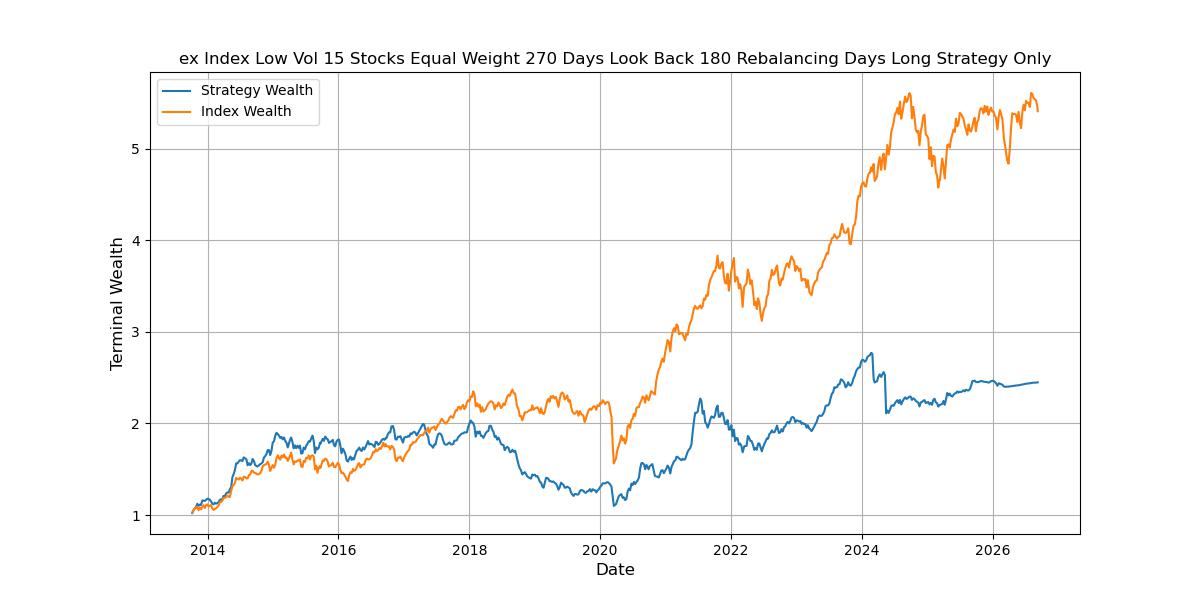 ex Index Low Vol 15 Stocks Equal Weight 270 Days Look Back 180 Rebalancing Days Long Strategy Only
Strategy Wealth
Index Wealth
Terminal Wealth
5
4
3
2
1
2014 2016 2018 2020 2022 2024 2026
Date